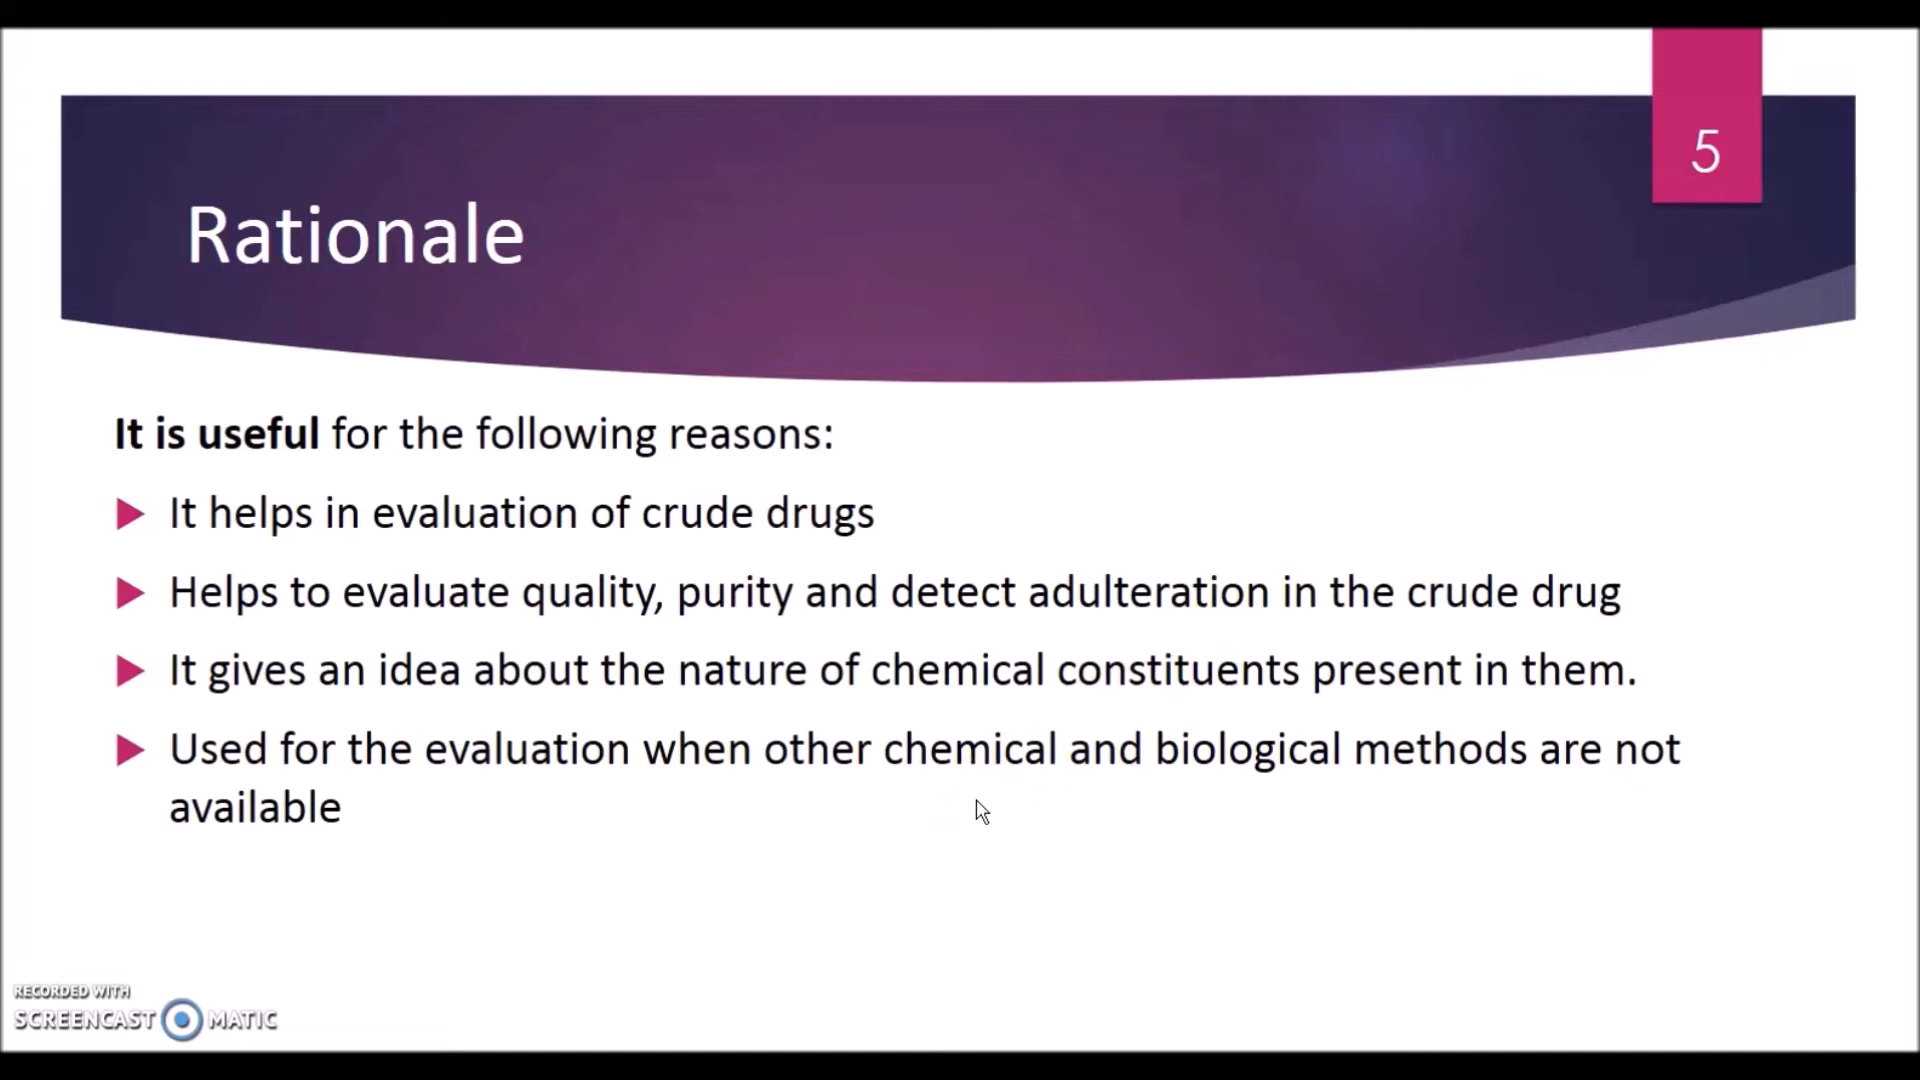 5
Rationale
It is useful for the following reasons:
It helps in evaluation of crude drugs
Helps to evaluate quality, purity and detect adulteration in the crude drug
It gives an idea about the nature of chemical constituents present in them.
Used for the evaluation when other chemical and biological methods are not
available
RECORDED WITH
SCREENCAST MATIC